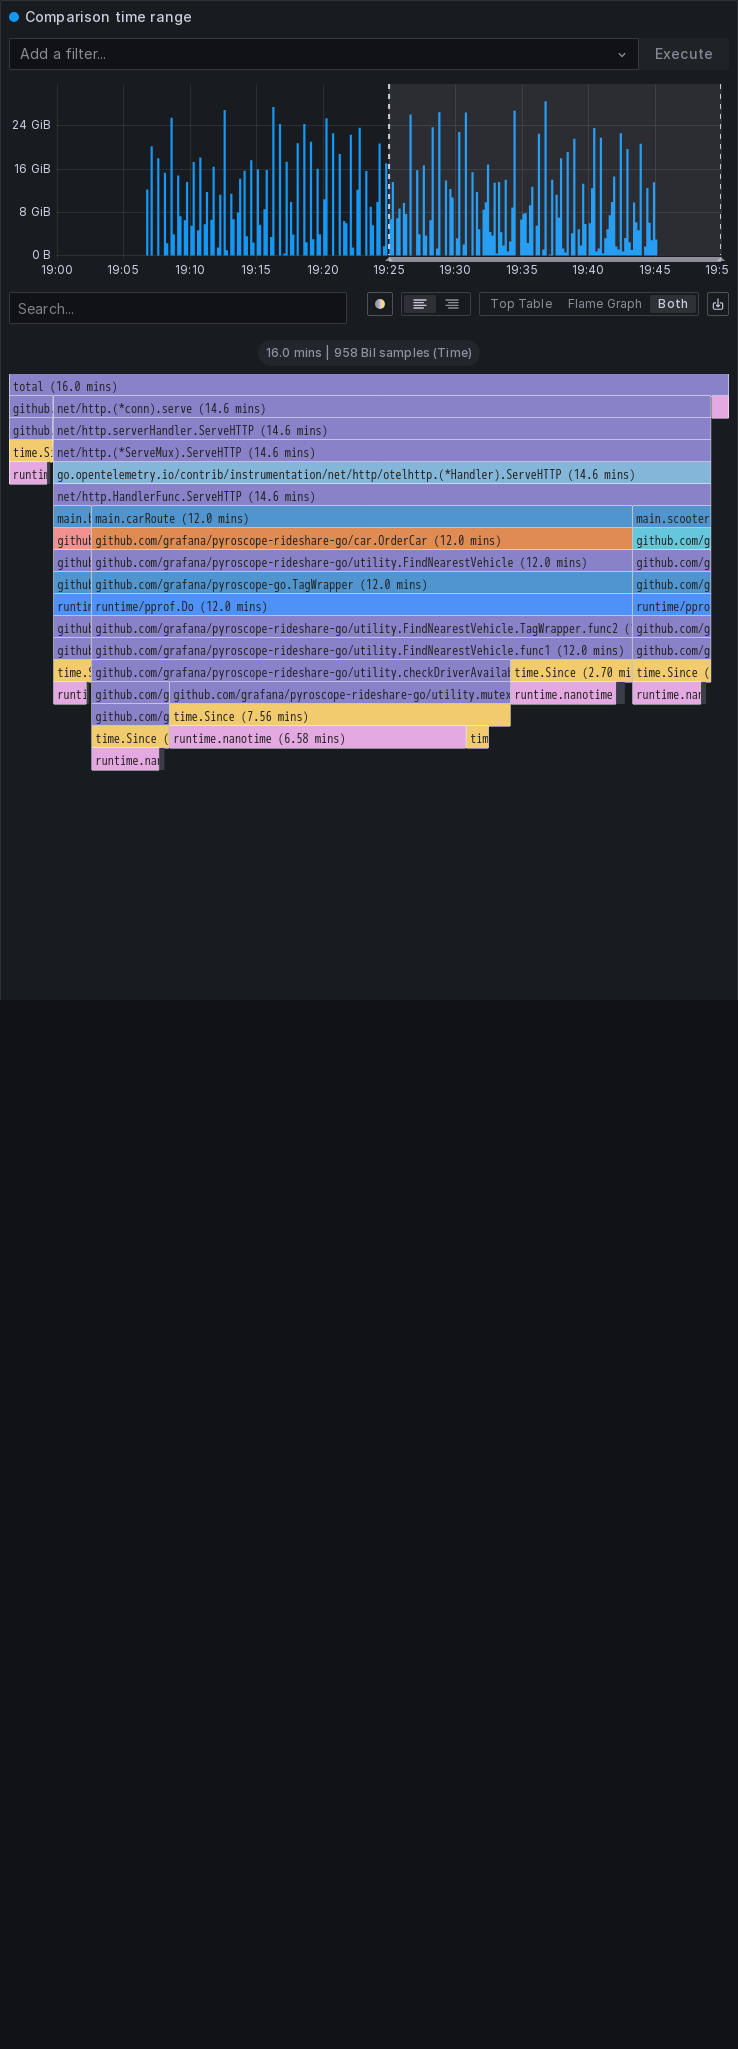 Comparison time range
Add a filter...
Execute
24 GiB
16 GiB
8 GiB
0 B
19:00 19:05 19:10 19:15 19:20 19:25 19:30 19:35 19:40 19:45 19:5
Search...
Top Table Flame Graph Both
16.0 mins | 958 Bil samples (Time)
total (16.0 mins)
github. net/http.(*conn).serve (14.6 mins)
github. net/http.serverHandler.ServeHTTP (14.6 mins)
time.Si net/http.(*ServeMux).ServeHTTP (14.6 mins)
runtim go.opentelemetry.io/contrib/instrumentation/net/http/otelhttp.(*Handler).ServeHTTP (14.6 mins)
net/http.HandlerFunc.ServeHTTP (14.6 mins)
main.b main.carRoute (12.0 mins) main.scooter
githu github.com/grafana/pyroscope-rideshare-go/car.OrderCar (12.0 mins) github.com/g
githu github.com/grafana/pyroscope-rideshare-go/utility.FindNearestVehicle (12.0 mins) github.com/g
githu github.com/grafana/pyroscope-go.TagWrapper (12.0 mins) github.com/g
runtim runtime/pprof.Do (12.0 mins) runtime/ppro
githu github.com/grafana/pyroscope-rideshare-go/utility.FindNearestVehicle.TagWrapper.func2 ( github.com/g
githu github.com/grafana/pyroscope-rideshare-go/utility.FindNearestVehicle.func1 (12.0 mins) github.com/g
time.S github.com/grafana/pyroscope-rideshare-go/utility.checkDriverAvailab time.Since (2.70 mi time.Since (
runti github.com/g github.com/grafana/pyroscope-rideshare-go/utility.mutex runtime.nanotime runtime.nan
github.com/g time.Since (7.56 mins)
time.Since ( runtime.nanotime (6.58 mins) tim
runtime.nan